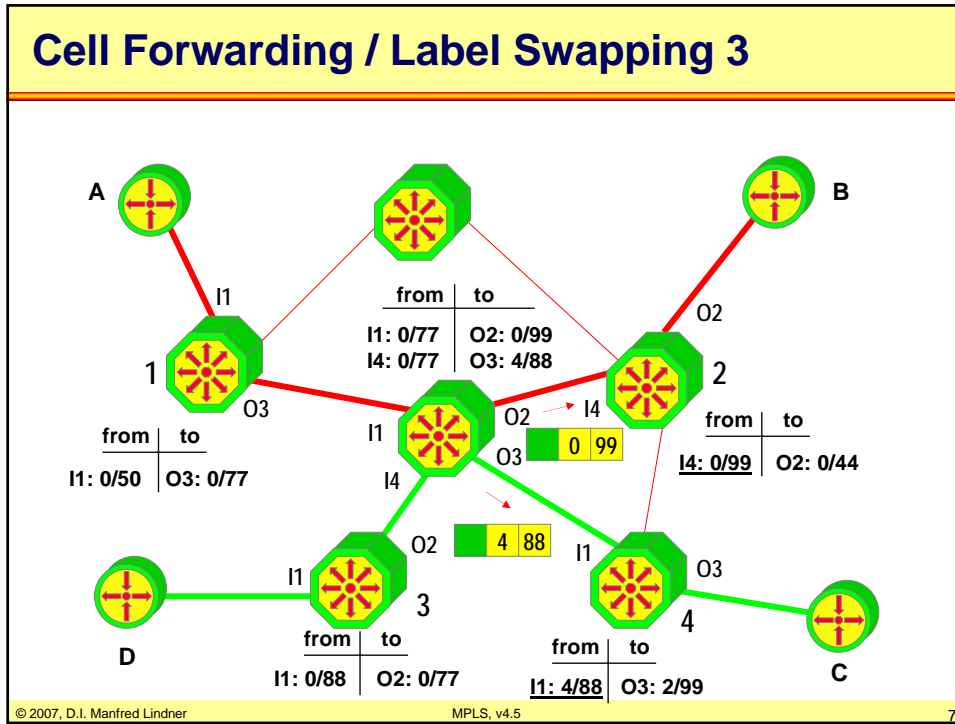 Cell Forwarding / Label Swapping 3
A
B
I1
from to
I1: 0/77 O2: 0/99
I4: 0/77 O3: 4/88
O2
1
2
O3
I1
O2
I4
O3
0 99
from to
I1: 0/50 O3: 0/77
from to
I4: 0/99 O2: 0/44
I4
O2
4 88
I1
O3
I1
3
4
D
from to
I1: 0/88 O2: 0/77
from to
I1: 4/88 O3: 2/99
C
© 2007, D.I. Manfred Lindner
MPLS, v4.5
7